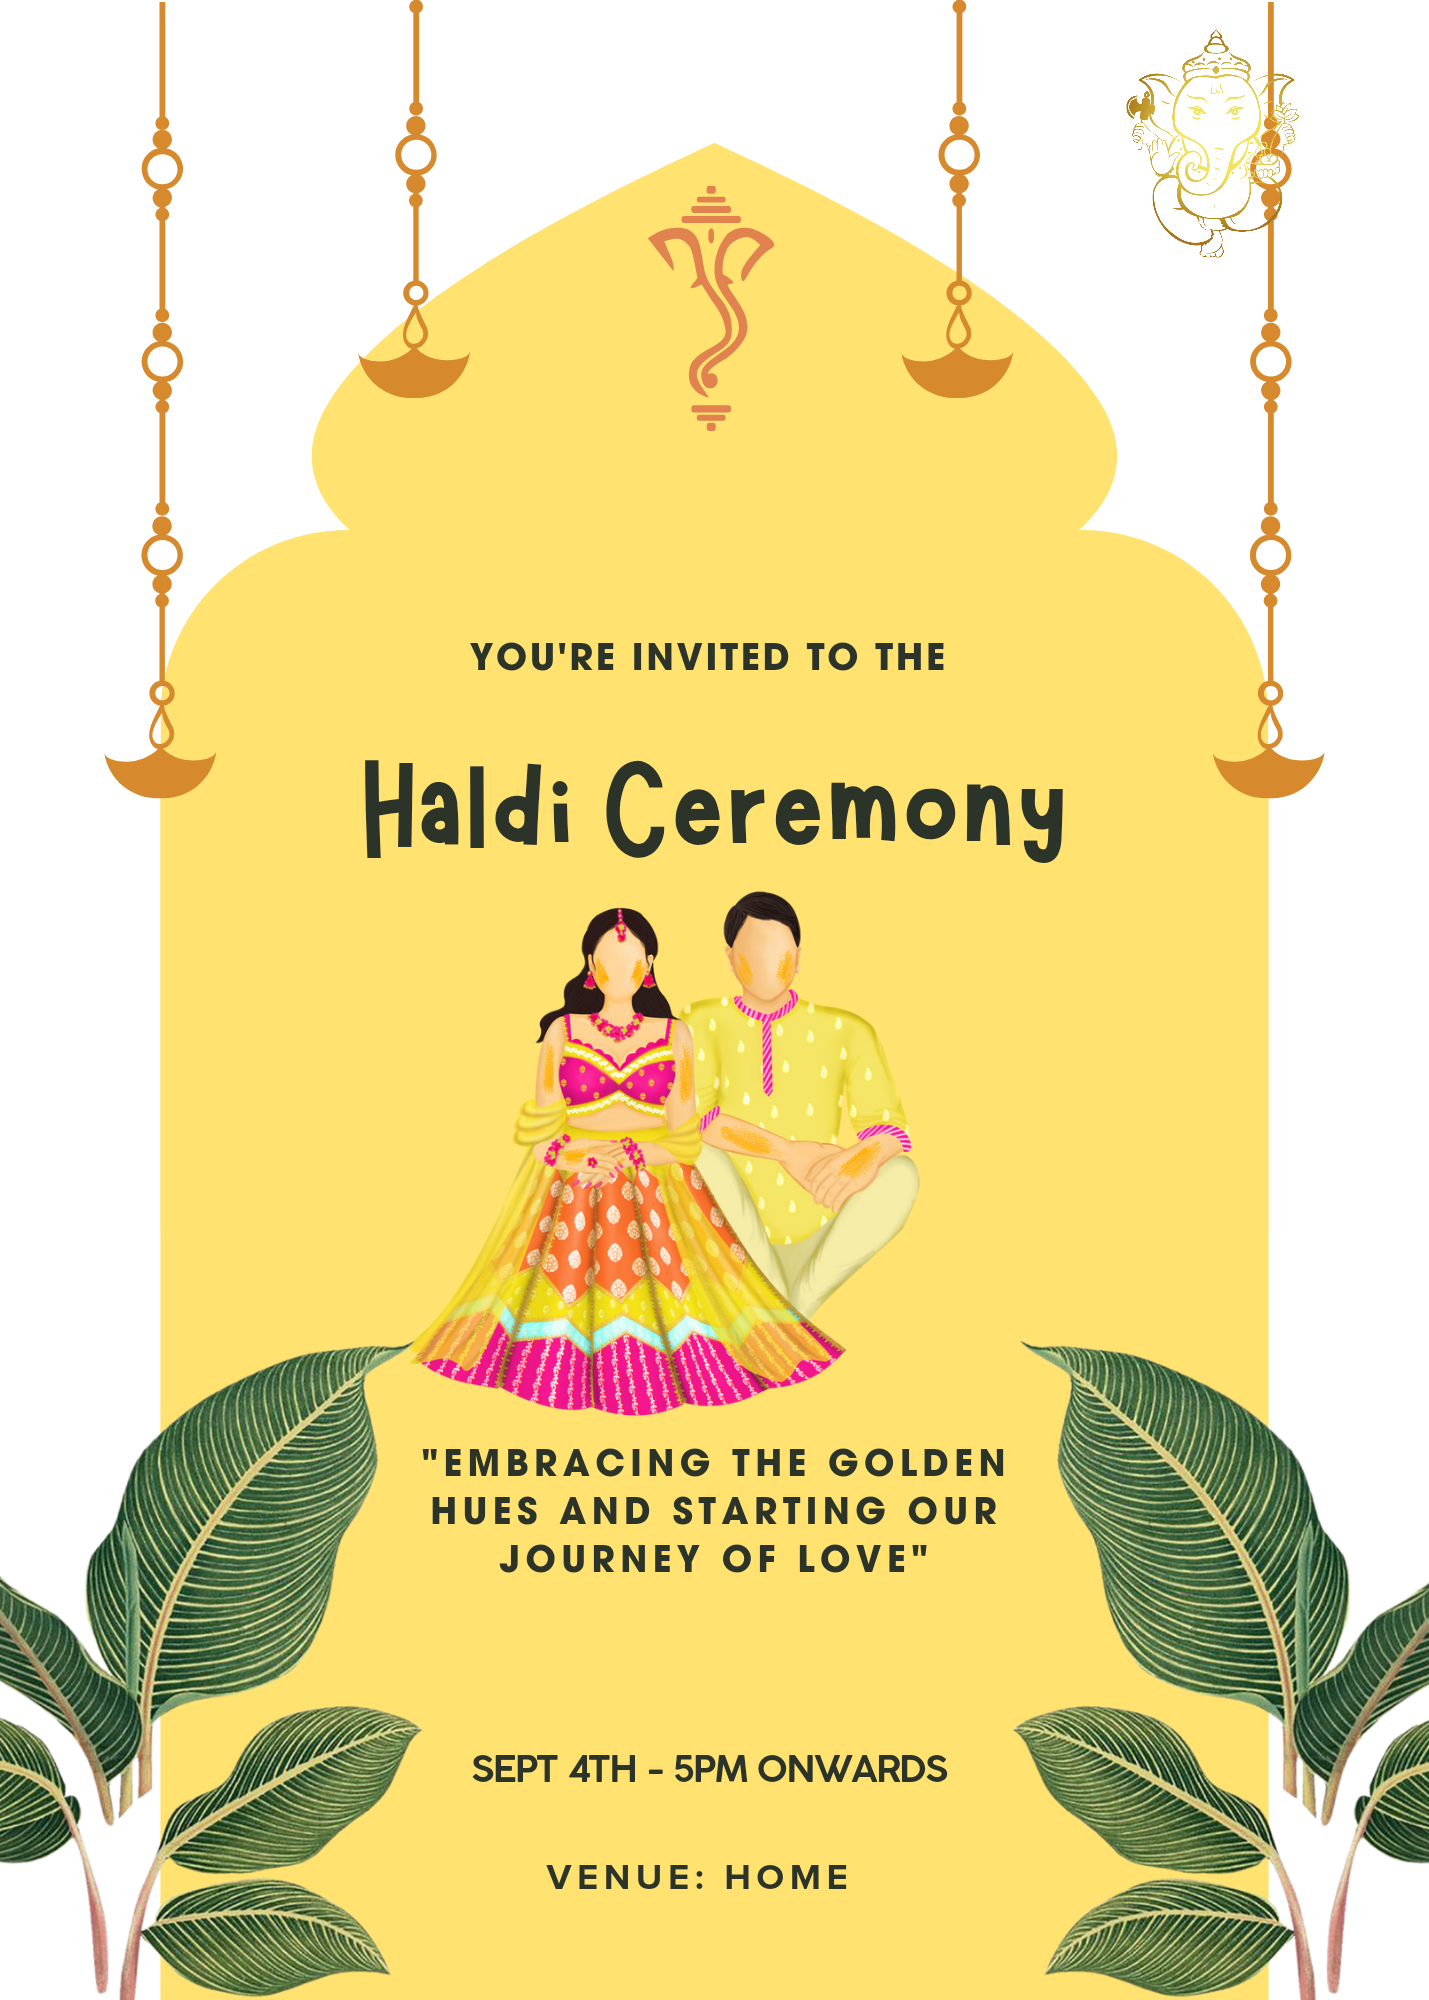 YOU'RE INVITED TO THE
Haldi Ceremony
"EMBRACING THE GOLDEN
HUES AND STARTING OUR
JOURNEY OF LOVE"
SEPT 4TH - 5PM ONWARDS
VENUE: HOME